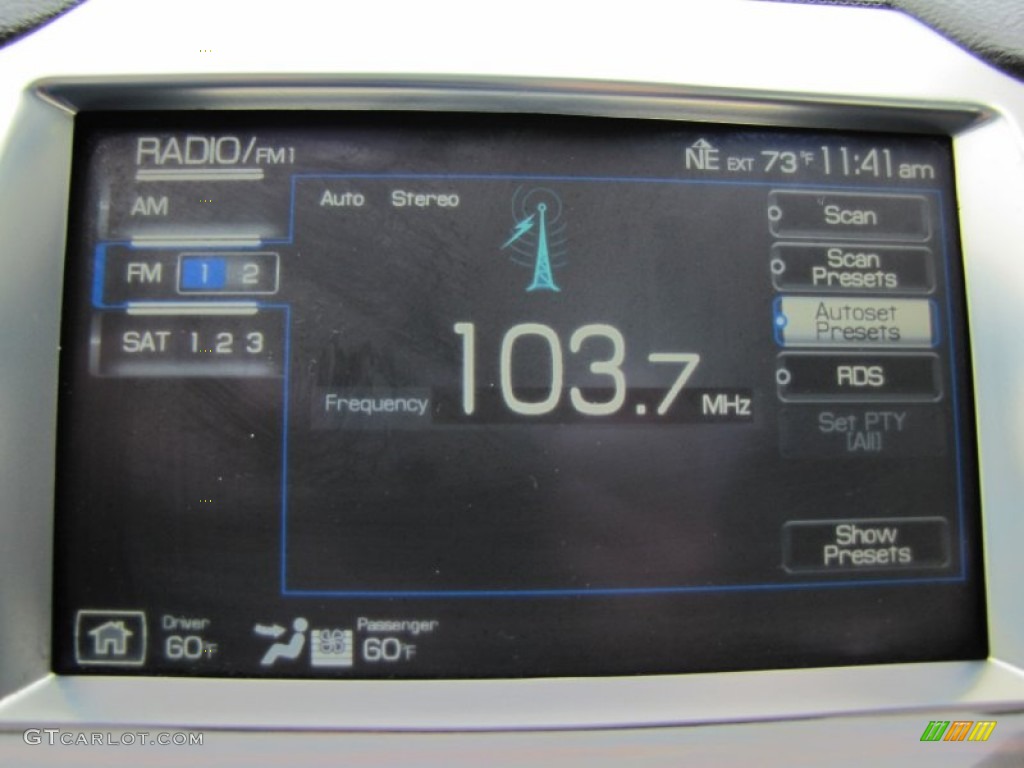 RADIO/FM1
NE EXT 73°F 11:41 am
AM
FM 1 2
SAT 1 2 3
Auto Stereo
Frequency 103.7 MHz
Scan
Scan
Presets
Autoset
Presets
RDS
Set PTY
[All]
Show
Presets
Driver
60°F
Passenger
60°F
GTCARLOT.COM